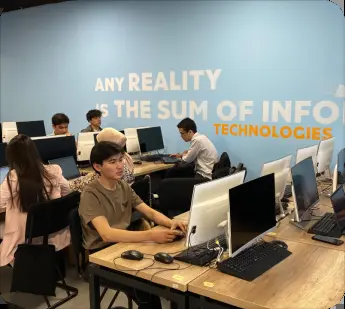 ANY REALITY
IS THE SUM OF INFO
TECHNOLOGIES